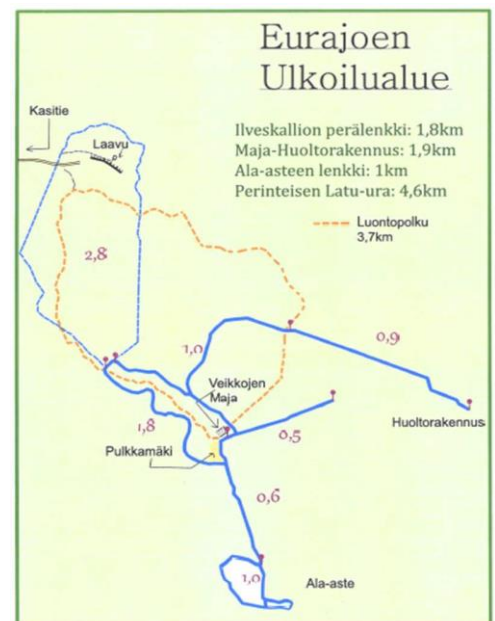 Eurajoen
Ulkoilualue
Kasitie
Laavu
Ilveskallion perälenkki: 1,8km
Maja-Huoltorakennus: 1,9km
Ala-asteen lenkki: 1km
Perinteisen Latu-ura: 4,6km
Luontopolku
3,7km
2,8
1,0
0,9
Veikkojen
Maja
1,8
0,5
Huoltorakennus
Pulkkamäki
0,6
1,0
Ala-aste